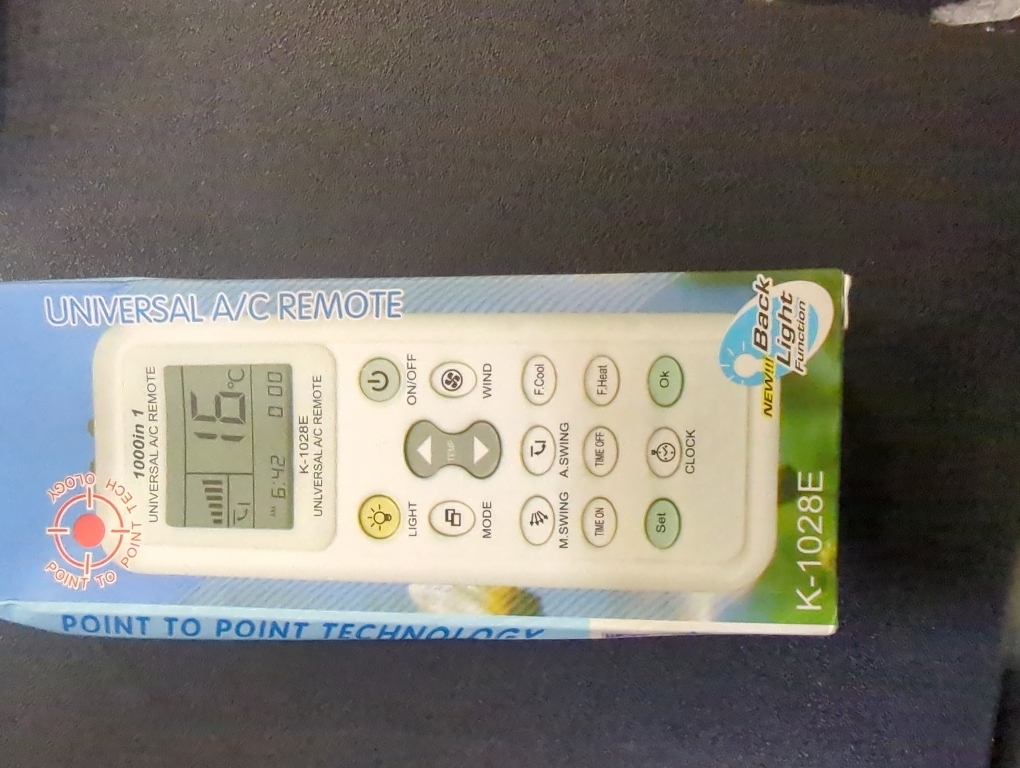 UNIVERSAL A/C REMOTE
POINT TO POINT TECHNOLOGY
POINT TO POINT TECH OLOGY
1000in 1
UNIVERSAL A/C REMOTE
16°C
AM 6:42 0 00
K-1028E
UNLVERSAL A/C REMOTE
LIGHT
TEMP
ON/OFF
MODE
WIND
M.SWING
A.SWING
F.Cool
TIME ON
TIME OFF
F.Heat
Set
CLOCK
Ok
NEW!!!!
Back
Light
Function
K-1028E